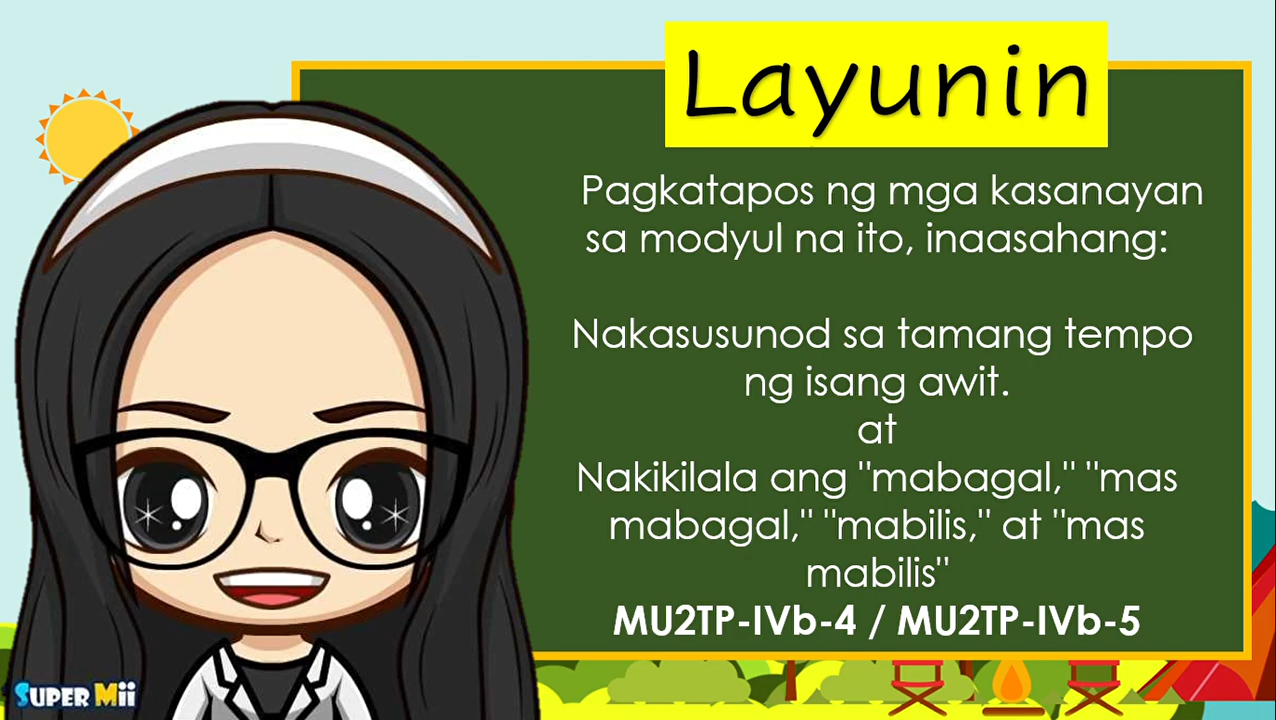 Layunin
Pagkatapos ng mga kasanayan
sa modyul na ito, inaasahang:
Nakasusunod sa tamang tempo
ng isang awit.
at
Nakikilala ang "mabagal," "mas
mabagal," "mabilis," at "mas
mabilis"
MU2TP-IVb-4 / MU2TP-IVb-5
SUPER Mii